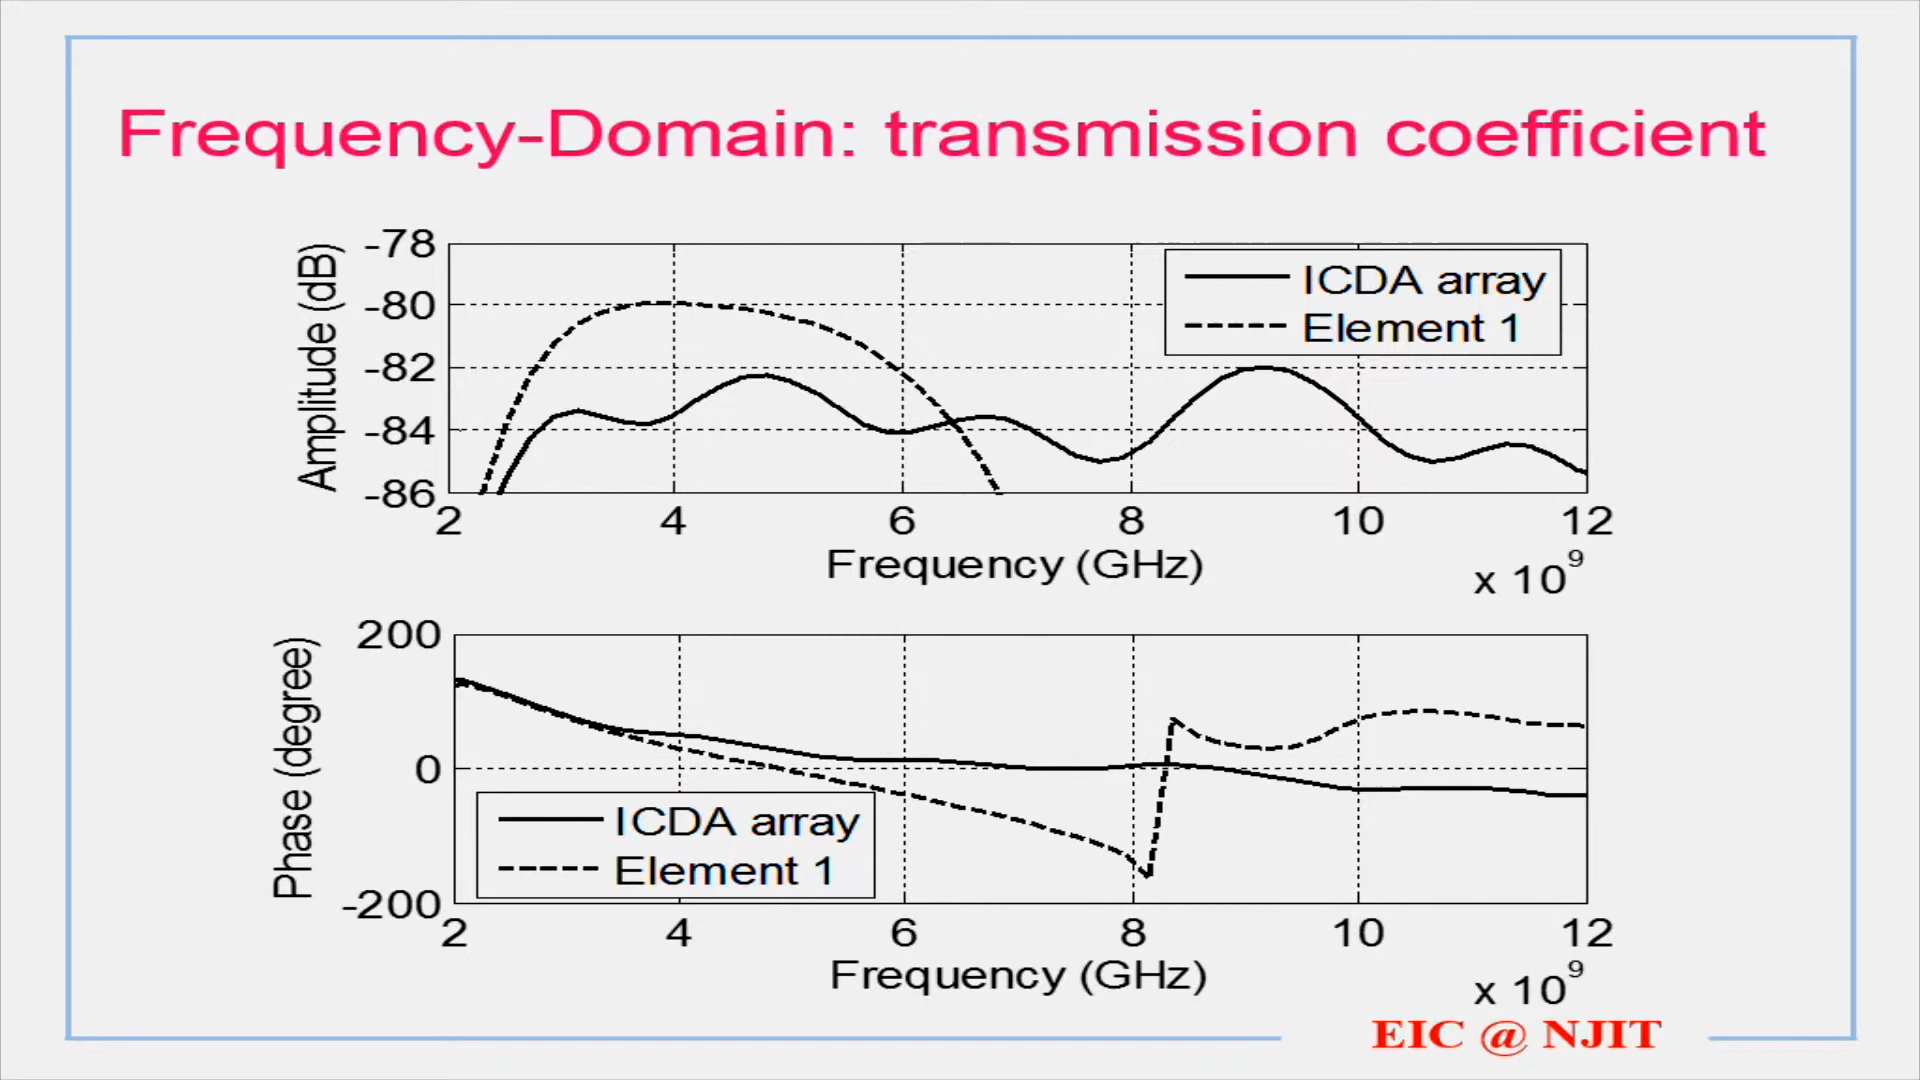 Frequency-Domain: transmission coefficient
Amplitude (dB)
-78
-80
-82
-84
-86
ICDA array
Element 1
2 4 6 8 10 12
Frequency (GHz)
x 10^9
Phase (degree)
200
0
-200
ICDA array
Element 1
2 4 6 8 10 12
Frequency (GHz)
x 10^9
EIC @ NJIT